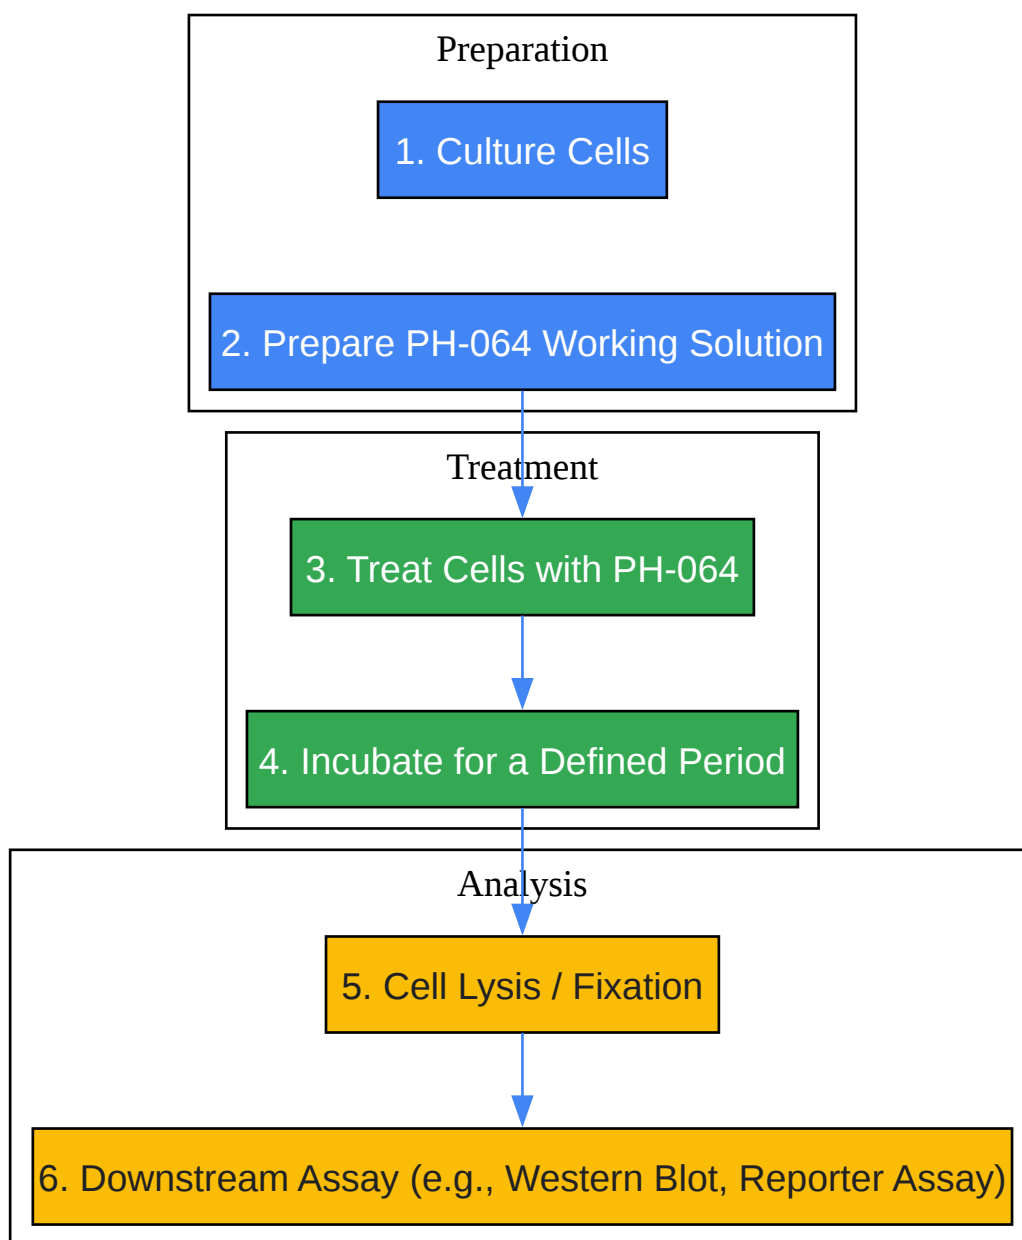 Preparation
1. Culture Cells
2. Prepare PH-064 Working Solution
Treatment
3. Treat Cells with PH-064
4. Incubate for a Defined Period
Analysis
5. Cell Lysis / Fixation
6. Downstream Assay (e.g., Western Blot, Reporter Assay)